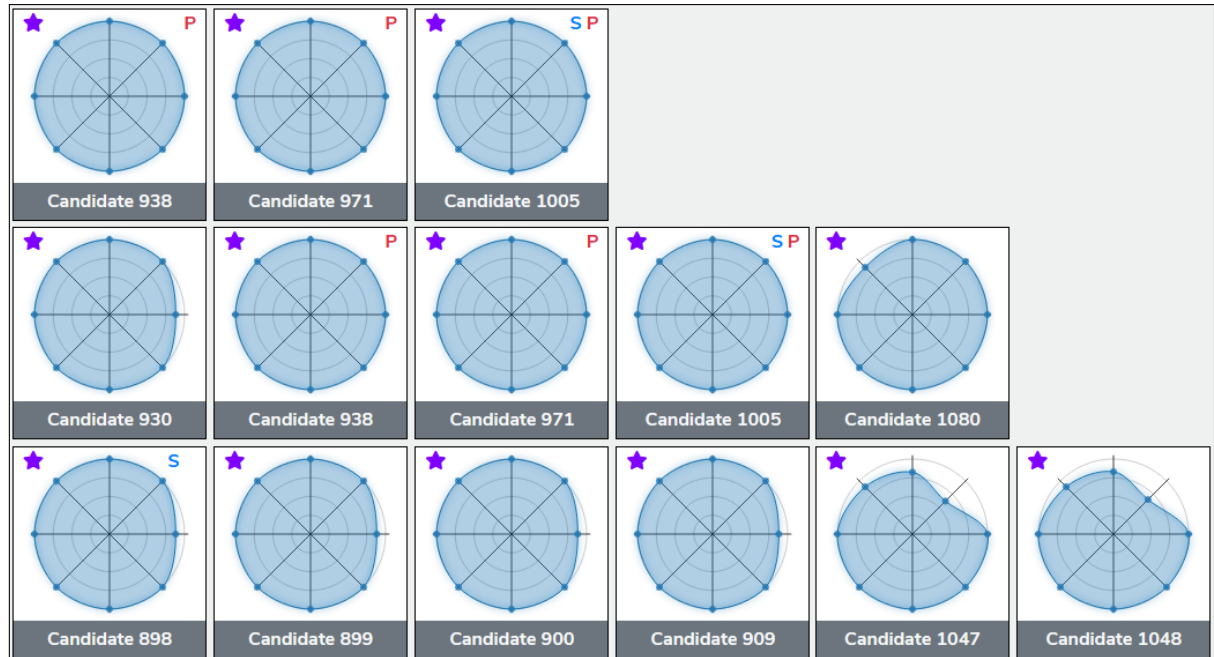 P
P
S P
Candidate 938
Candidate 971
Candidate 1005
P
P
S P
Candidate 930
Candidate 938
Candidate 971
Candidate 1005
Candidate 1080
S
Candidate 898
Candidate 899
Candidate 900
Candidate 909
Candidate 1047
Candidate 1048